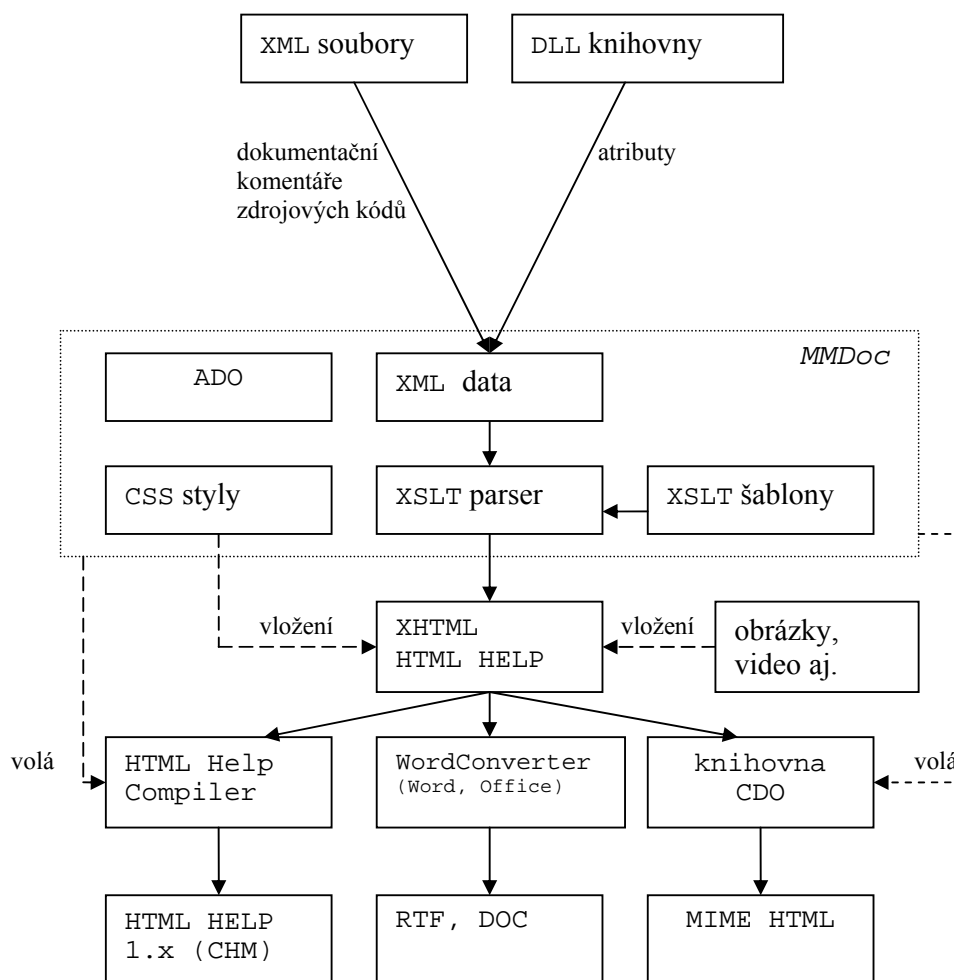 XML soubory
DLL knihovny
dokumentační
komentáře
zdrojových kódů
atributy
MMDoc
ADO
XML data
CSS styly
XSLT parser
XSLT šablony
vložení
XHTML
HTML HELP
vložení
obrázky,
video aj.
volá
HTML Help
Compiler
WordConverter
(Word, Office)
knihovna
CDO
volá
HTML HELP
1.x (CHM)
RTF, DOC
MIME HTML